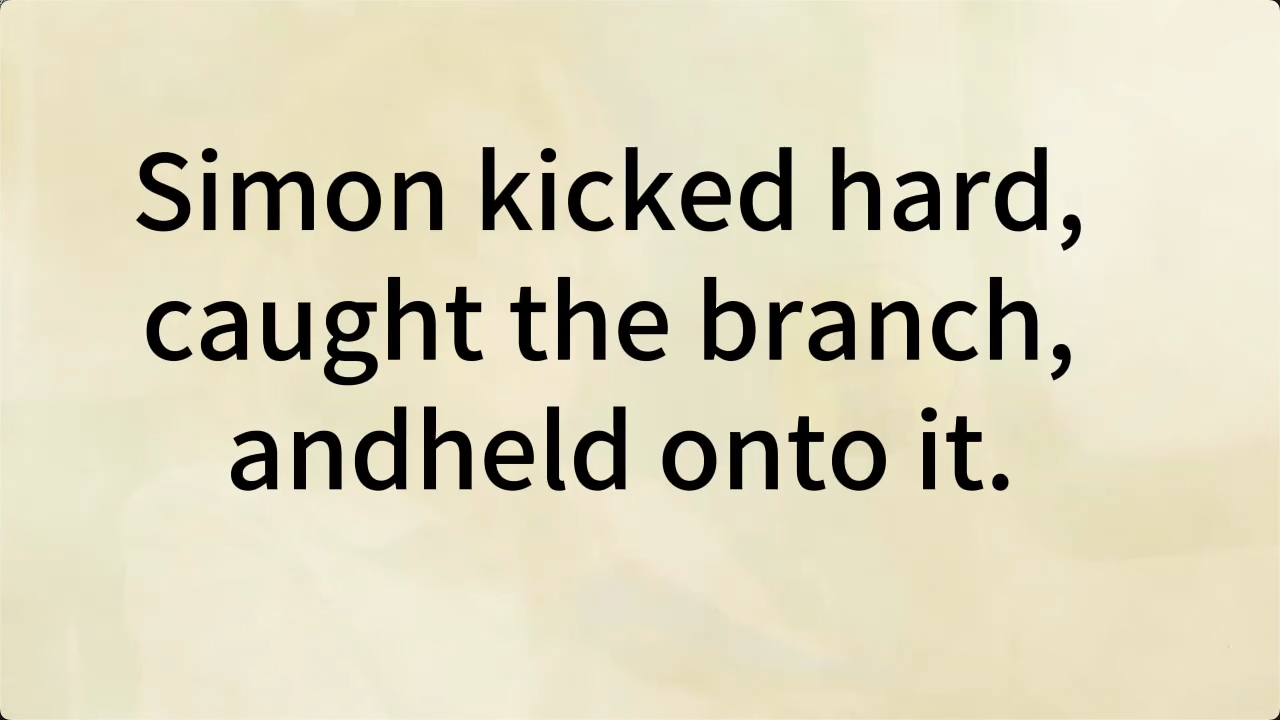 Simon kicked hard,
caught the branch,
andheld onto it.